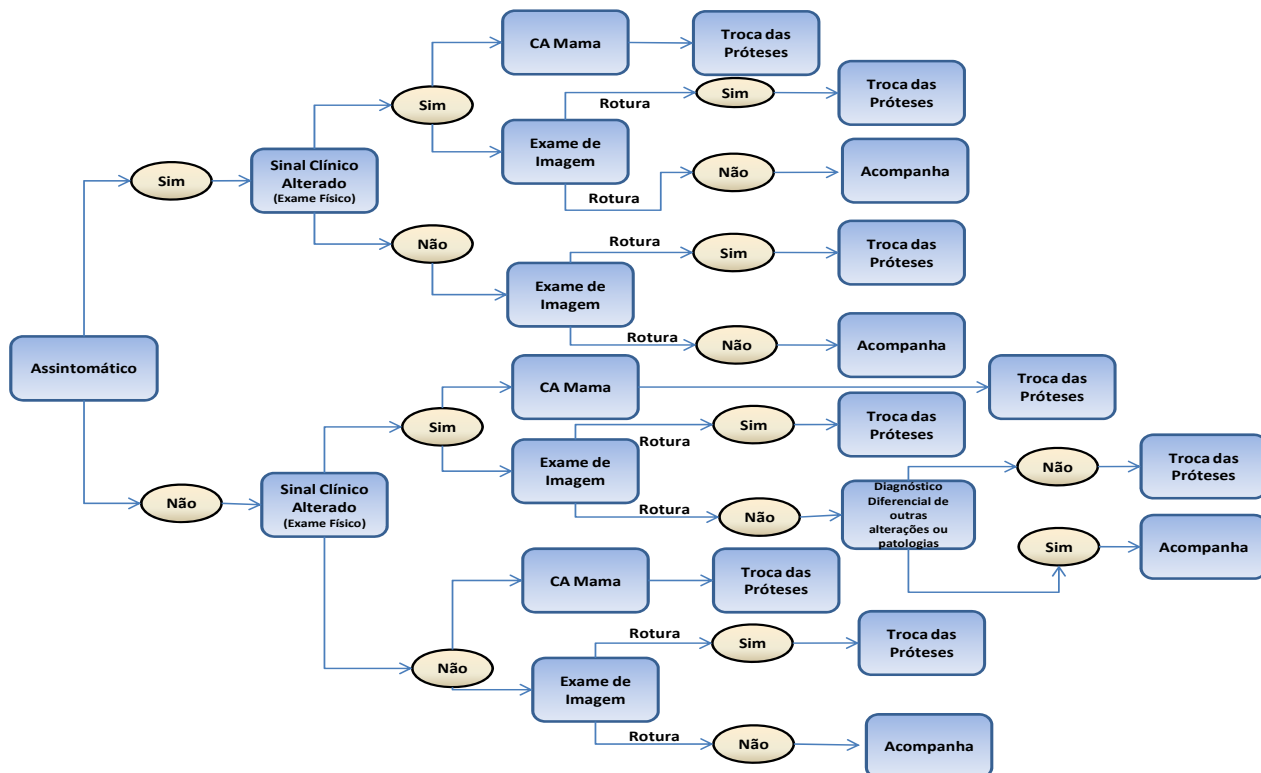 CA Mama
Troca das
Próteses
Sim
Rotura
Sim
Troca das
Próteses
Exame de
Imagem
Sim
Sinal Clínico
Alterado
(Exame Físico)
Rotura
Não
Acompanha
Não
Rotura
Sim
Troca das
Próteses
Exame de
Imagem
Rotura
Não
Acompanha
Assintomático
CA Mama
Troca das
Próteses
Sim
Rotura
Sim
Troca das
Próteses
Exame de
Imagem
Não
Sinal Clínico
Alterado
(Exame Físico)
Rotura
Não
Diagnóstico
Diferencial de
outras
alterações ou
patologias
Não
Troca das
Próteses
Sim
Acompanha
CA Mama
Troca das
Próteses
Não
Rotura
Sim
Troca das
Próteses
Exame de
Imagem
Rotura
Não
Acompanha